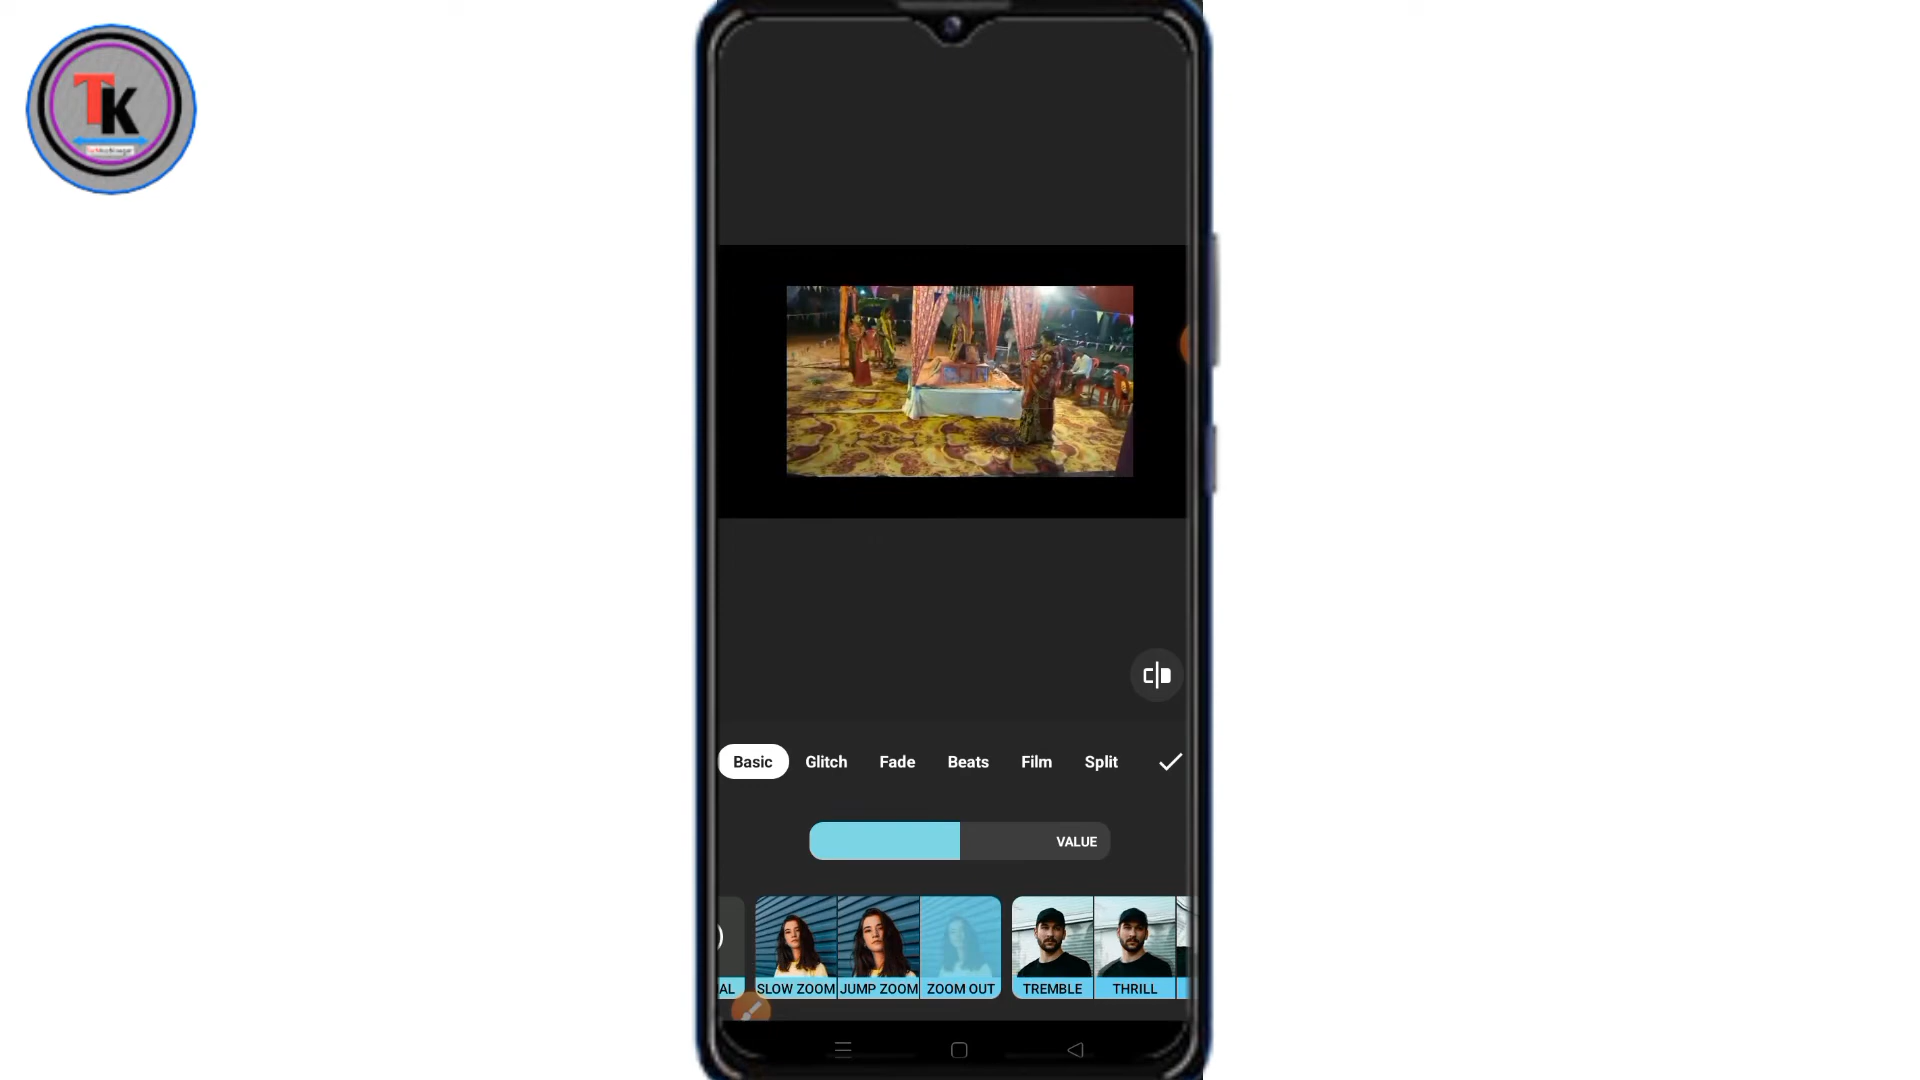 TK
Basic
Glitch
Fade
Beats
Film
Split
VALUE
AL
SLOW ZOOM
JUMP ZOOM
ZOOM OUT
TREMBLE
THRILL